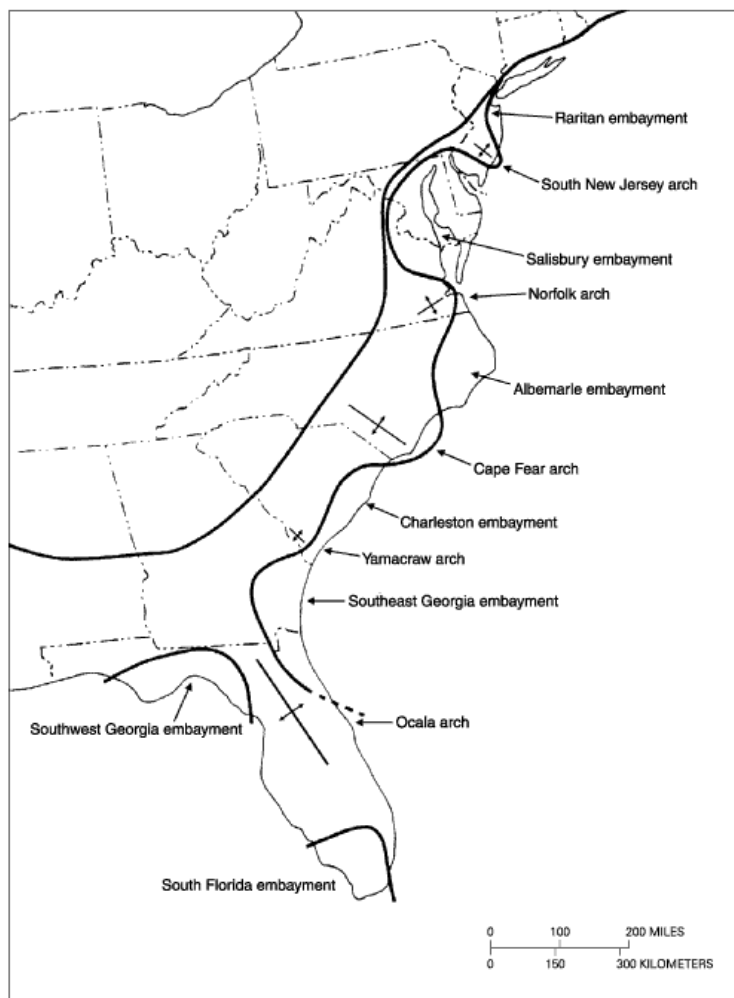 Raritan embayment
South New Jersey arch
Salisbury embayment
Norfolk arch
Albemarle embayment
Cape Fear arch
Charleston embayment
Yamacraw arch
Southeast Georgia embayment
Ocala arch
Southwest Georgia embayment
South Florida embayment
0 100 200 MILES
0 150 300 KILOMETERS